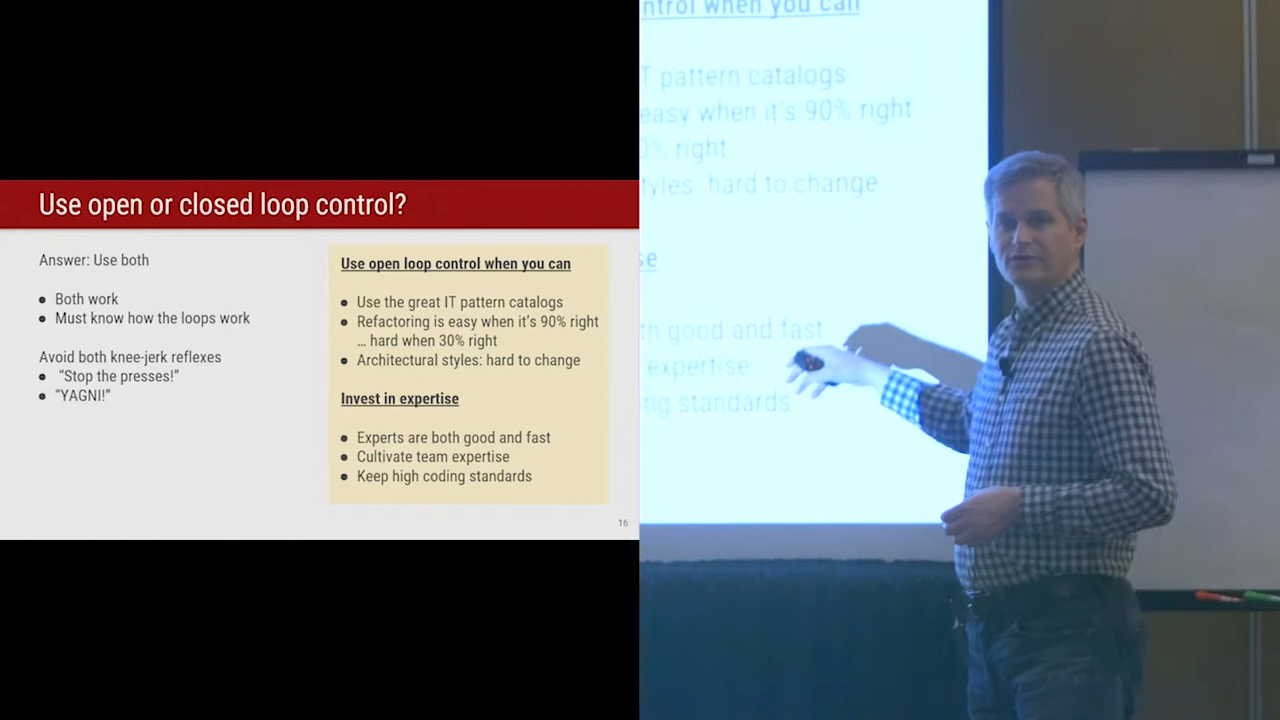 Use open or closed loop control?
Answer: Use both
● Both work
● Must know how the loops work
Avoid both knee-jerk reflexes
● “Stop the presses!”
● “YAGNI!”
Use open loop control when you can
● Use the great IT pattern catalogs
● Refactoring is easy when it’s 90% right
… hard when 30% right
● Architectural styles: hard to change
Invest in expertise
● Experts are both good and fast
● Cultivate team expertise
● Keep high coding standards
16
ntrol when you can
T pattern catalogs
easy when it’s 90% right
0% right
tyles: hard to change
se
th good and fast
expertise
ng standards